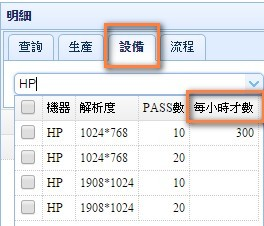 明細
查詢 生產 設備 流程
HP
機器 解析度 PASS數 每小時才數
HP 1024*768 10 300
HP 1024*768 20
HP 1908*1024 10
HP 1908*1024 20